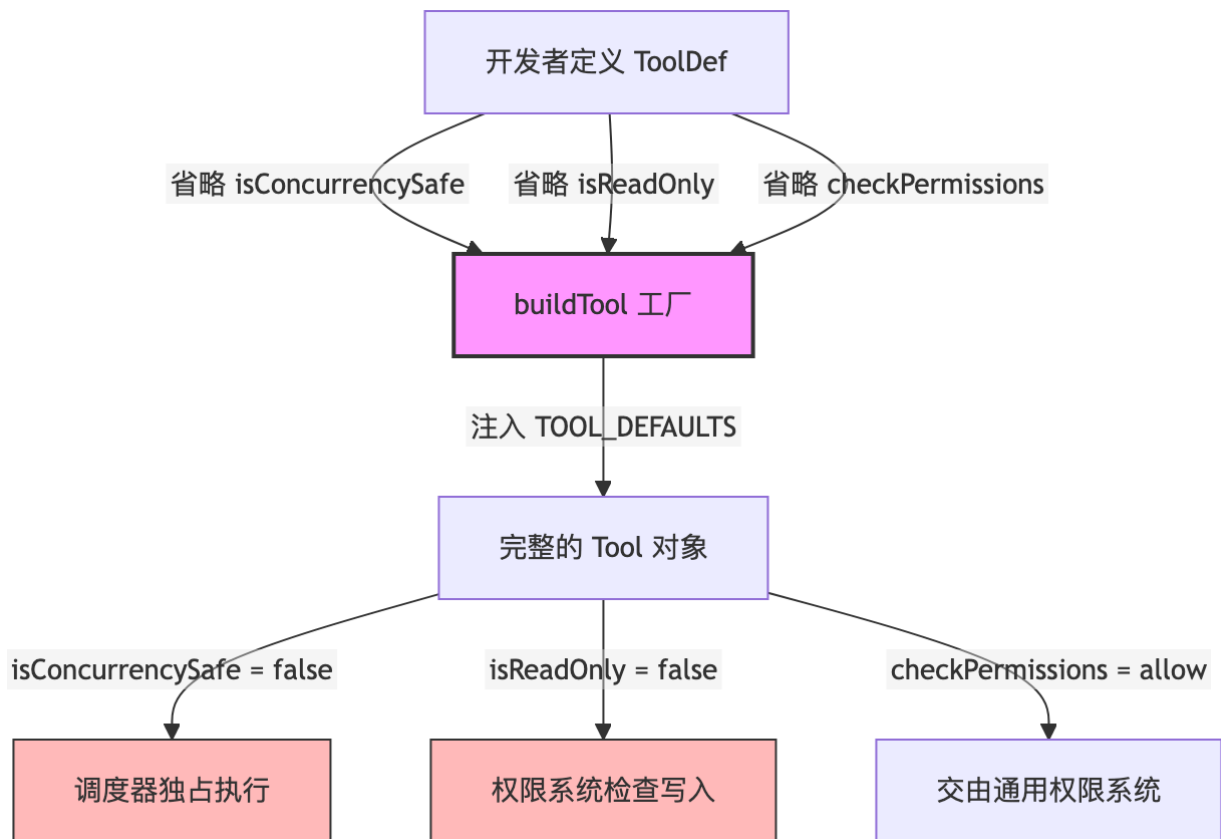 开发者定义 ToolDef
省略 isConcurrencySafe
省略 isReadOnly
省略 checkPermissions
buildTool 工厂
注入 TOOL_DEFAULTS
完整的 Tool 对象
isConcurrencySafe = false
isReadOnly = false
checkPermissions = allow
调度器独占执行
权限系统检查写入
交由通用权限系统